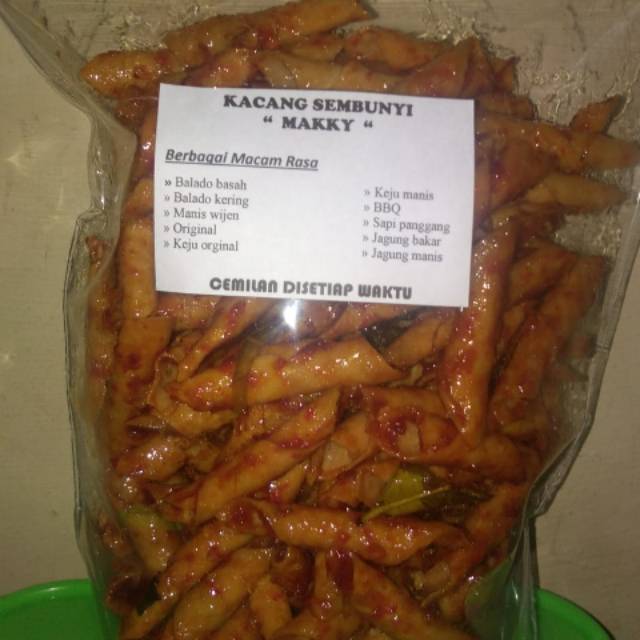 KACANG SEMBUNYI
“ MAKKY “
Berbagai Macam Rasa
» Balado basah
» Balado kering
» Manis wijen
» Original
» Keju orginal
» Keju manis
» BBQ
» Sapi panggang
» Jagung bakar
» Jagung manis
CEMILAN DISETIAP WAKTU